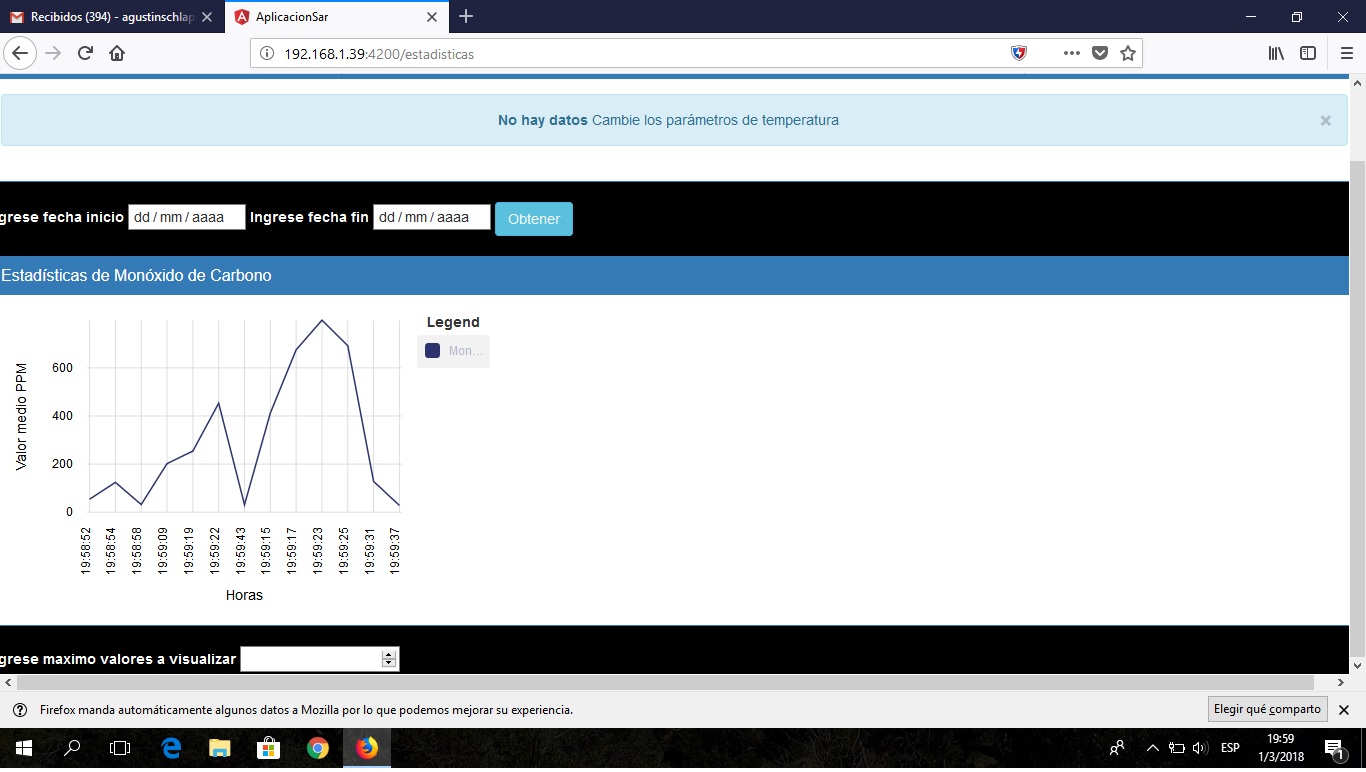 Recibidos (394) - agustinschlap
AplicacionSar
192.168.1.39:4200/estadisticas
No hay datos Cambie los parámetros de temperatura
grese fecha inicio dd / mm / aaaa Ingrese fecha fin dd / mm / aaaa Obtener
Estadísticas de Monóxido de Carbono
Legend
Mon...
Valor medio PPM
600
400
200
0
19:58:52
19:58:54
19:58:58
19:59:09
19:59:19
19:59:22
19:59:43
19:59:15
19:59:17
19:59:23
19:59:25
19:59:31
19:59:37
Horas
grese maximo valores a visualizar
Firefox manda automáticamente algunos datos a Mozilla por lo que podemos mejorar su experiencia.
Elegir qué comparto
ESP
19:59
1/3/2018
1